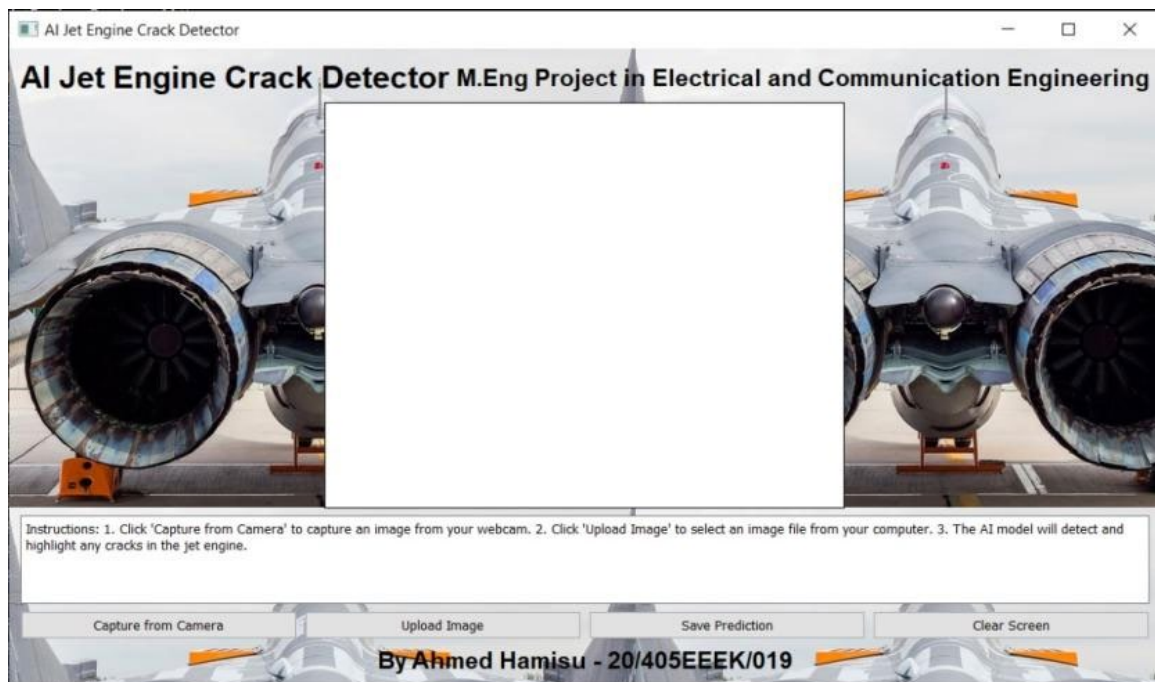 AI Jet Engine Crack Detector
AI Jet Engine Crack Detector M.Eng Project in Electrical and Communication Engineering
Instructions: 1. Click 'Capture from Camera' to capture an image from your webcam. 2. Click 'Upload Image' to select an image file from your computer. 3. The AI model will detect and
highlight any cracks in the jet engine.
Capture from Camera Upload Image Save Prediction Clear Screen
By Ahmed Hamisu - 20/405EEEK/019